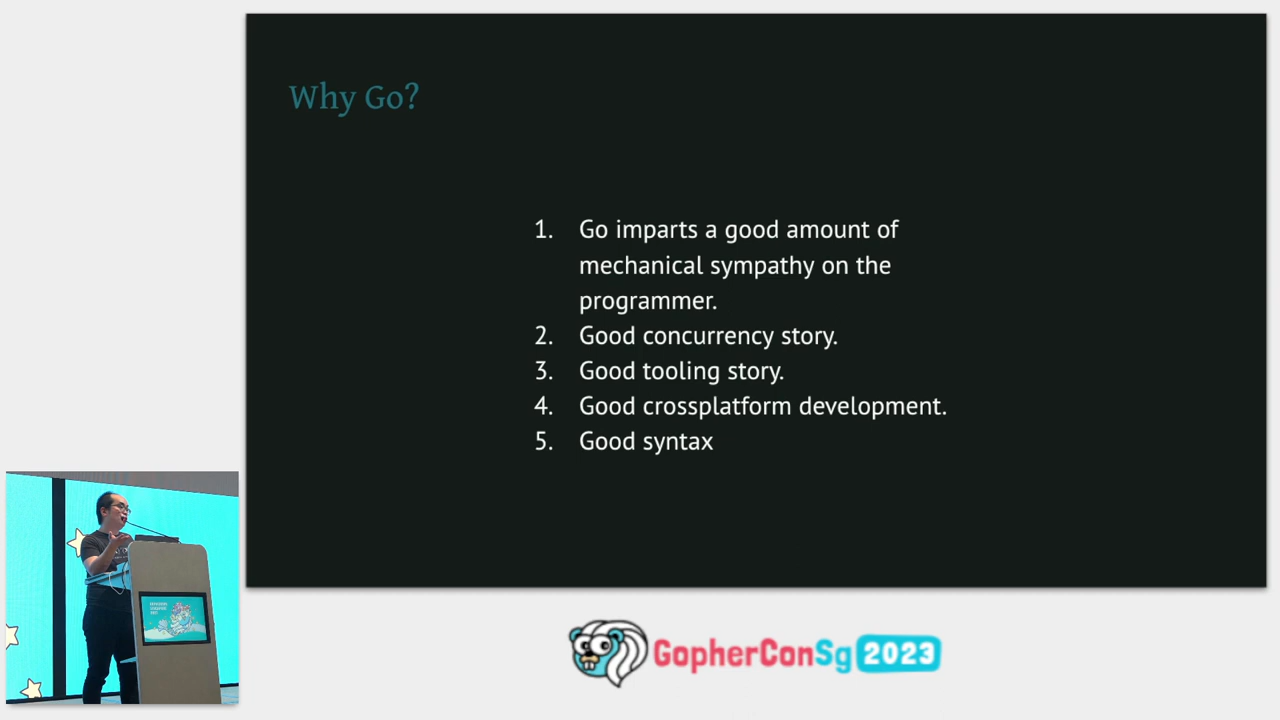 Why Go?
1. Go imparts a good amount of
mechanical sympathy on the
programmer.
2. Good concurrency story.
3. Good tooling story.
4. Good crossplatform development.
5. Good syntax
GopherConSg 2023